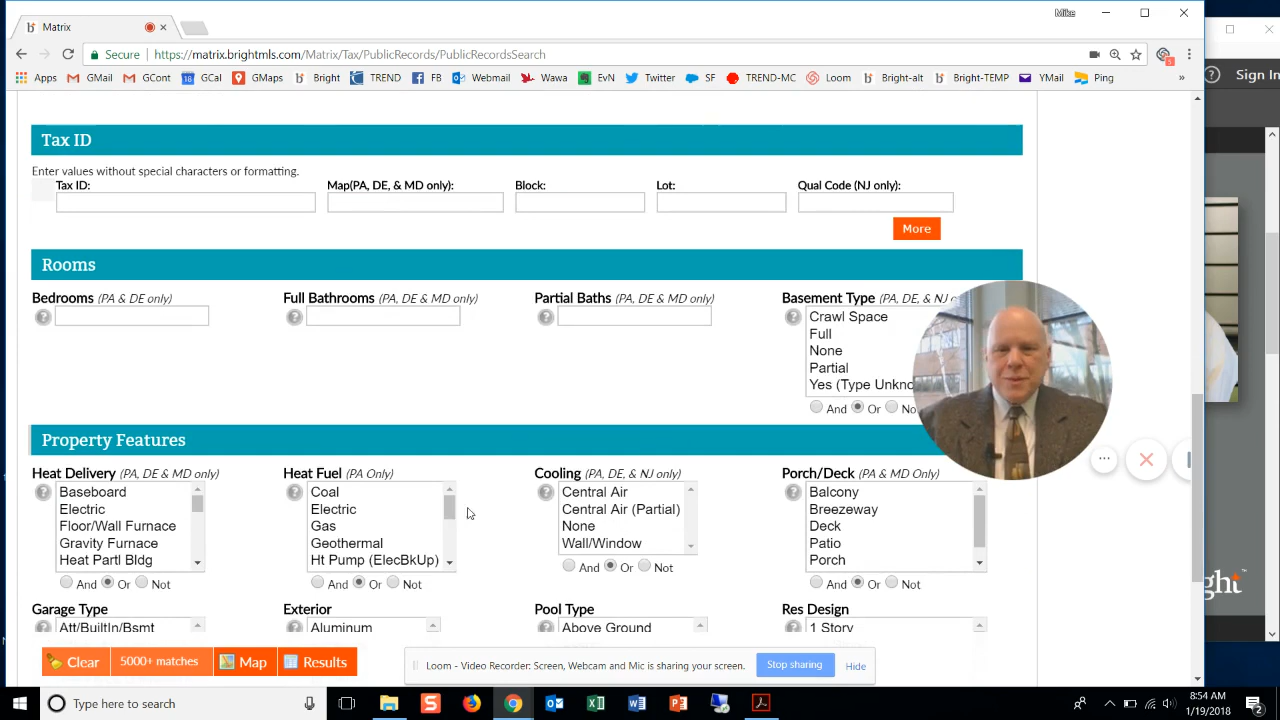 Matrix
Mike
Secure
https://matrix.brightmls.com/Matrix/Tax/PublicRecords/PublicRecordsSearch
5
Apps GMail GCont 18 GCal GMaps Bright TREND FB Webmail Wawa EvN Twitter SF TREND-MC Loom Bright-alt Bright-TEMP YMail Ping »
Sign In
Tax ID
Enter values without special characters or formatting.
Tax ID: Map(PA, DE, & MD only): Block: Lot: Qual Code (NJ only):
More
Rooms
Bedrooms (PA & DE only) Full Bathrooms (PA, DE & MD only) Partial Baths (PA, DE & MD only) Basement Type (PA, DE, & NJ
Crawl Space
Full
None
Partial
Yes (Type Unkno
And Or No
Property Features
Heat Delivery (PA, DE & MD only) Heat Fuel (PA Only) Cooling (PA, DE, & NJ only) Porch/Deck (PA & MD Only)
Baseboard Coal Central Air Balcony
Electric Electric Central Air (Partial) Breezeway
Floor/Wall Furnace Gas None Deck
Gravity Furnace Geothermal Wall/Window Patio
Heat Partl Bldg Ht Pump (ElecBkUp) Porch
And Or Not And Or Not And Or Not And Or Not
Garage Type Exterior Pool Type Res Design
Att/BuiltIn/Bsmt Aluminum Above Ground 1 Story
Clear 5000+ matches Map Results
Loom - Video Recorder: Screen, Webcam and Mic is sharing your screen. Stop sharing Hide
Type here to search
8:54 AM
1/19/2018
2